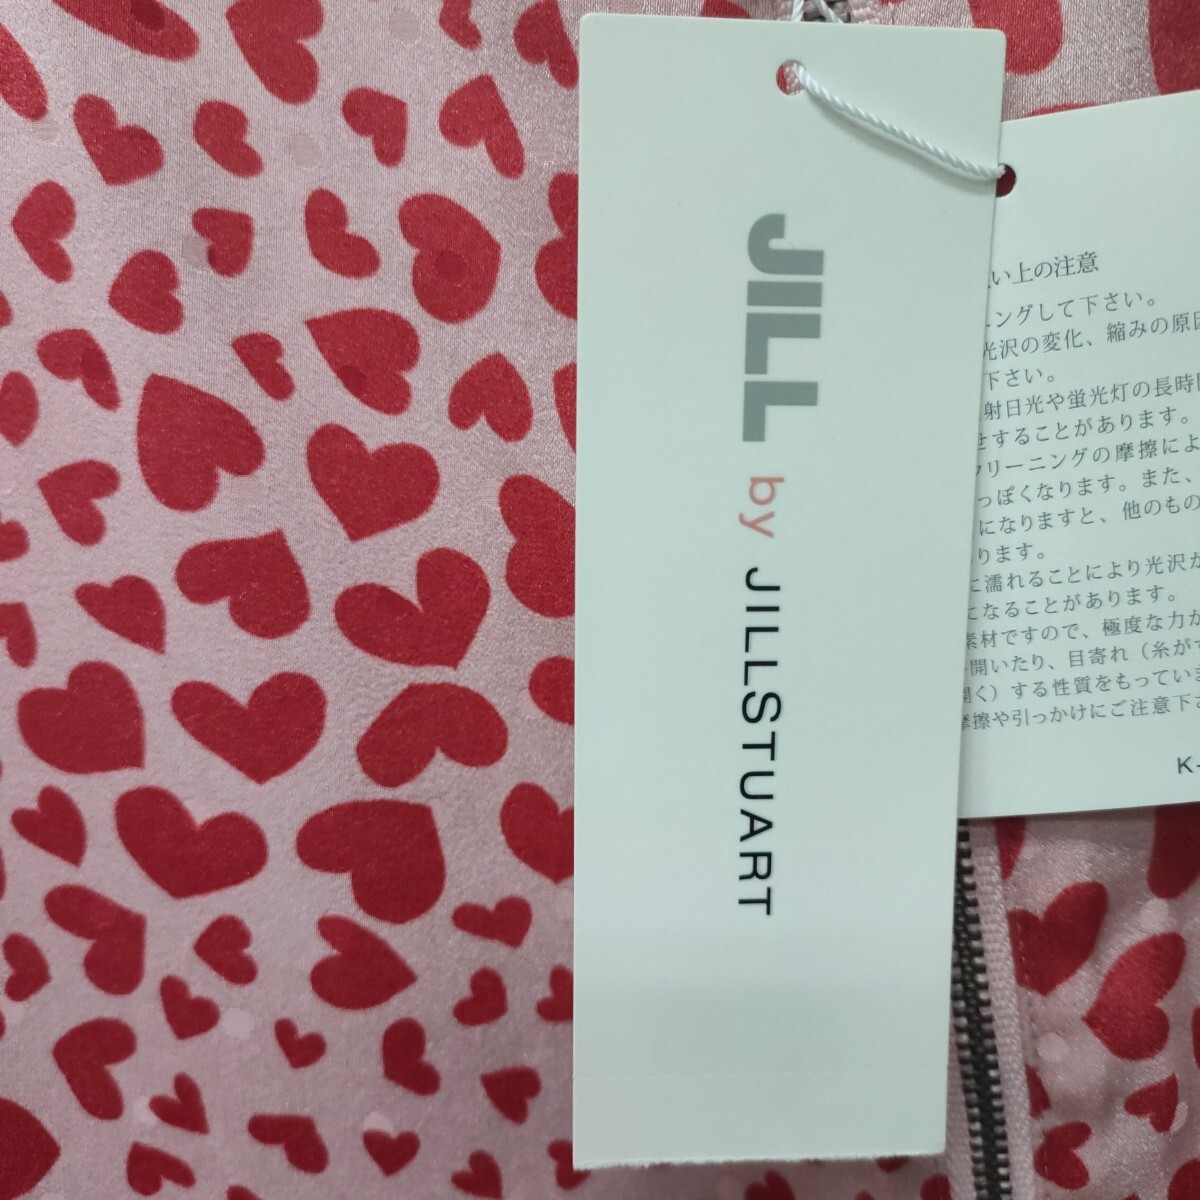 JILL by JILLSTUART
い上の注意
ングして下さい。
光沢の変化、縮みの原因
下さい。
射日光や蛍光灯の長時間
せすることがあります。
クリーニングの摩擦によ
っぽくなります。また、
になりますと、他のもの
ります。
に濡れることにより光沢が
になることがあります。
素材ですので、極度な力が
開いたり、目寄れ（糸がず
開く）する性質をもっていま
摩擦や引っかけにご注意下さ
K-